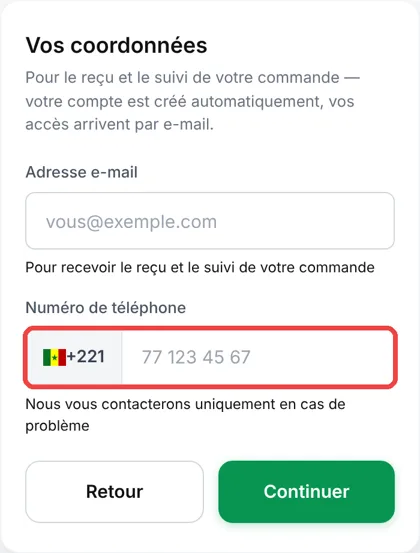 Vos coordonnées
Pour le reçu et le suivi de votre commande —
votre compte est créé automatiquement, vos
accès arrivent par e-mail.
Adresse e-mail
vous@exemple.com
Pour recevoir le reçu et le suivi de votre commande
Numéro de téléphone
+221 77 123 45 67
Nous vous contacterons uniquement en cas de
problème
Retour Continuer